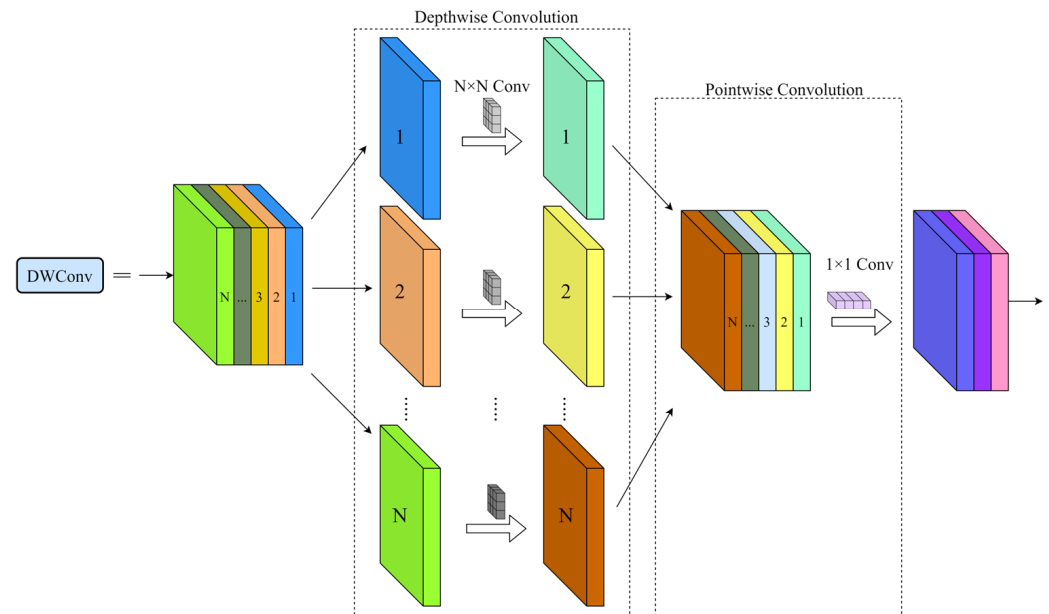 Depthwise Convolution
N×N Conv
1
1
Pointwise Convolution
DWConv
=
N ... 3 2 1
2
2
N ... 3 2 1
1×1 Conv
...... ...... ......
N
N